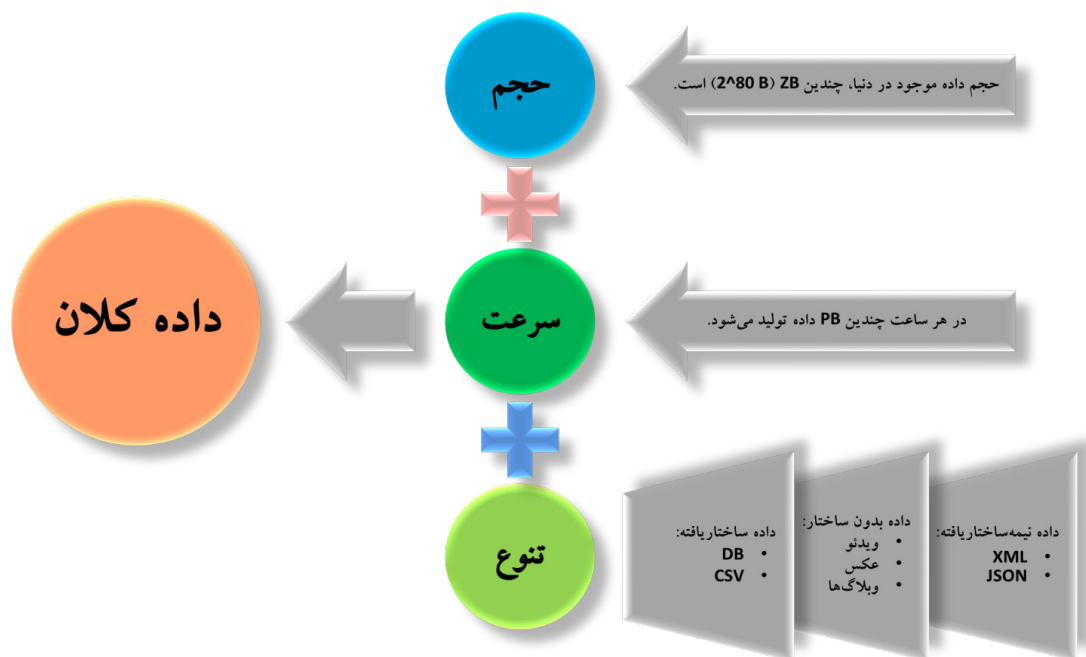 حجم
حجم داده موجود در دنیا، چندین ZB (2^80 B) است.
داده کلان
سرعت
در هر ساعت چندین PB داده تولید می‌شود.
تنوع
داده نیمه‌ساختاریافته:
• XML
• JSON
داده بدون ساختار:
• ویدئو
• عکس
• وبلاگ‌ها
داده ساختاریافته:
• DB
• CSV